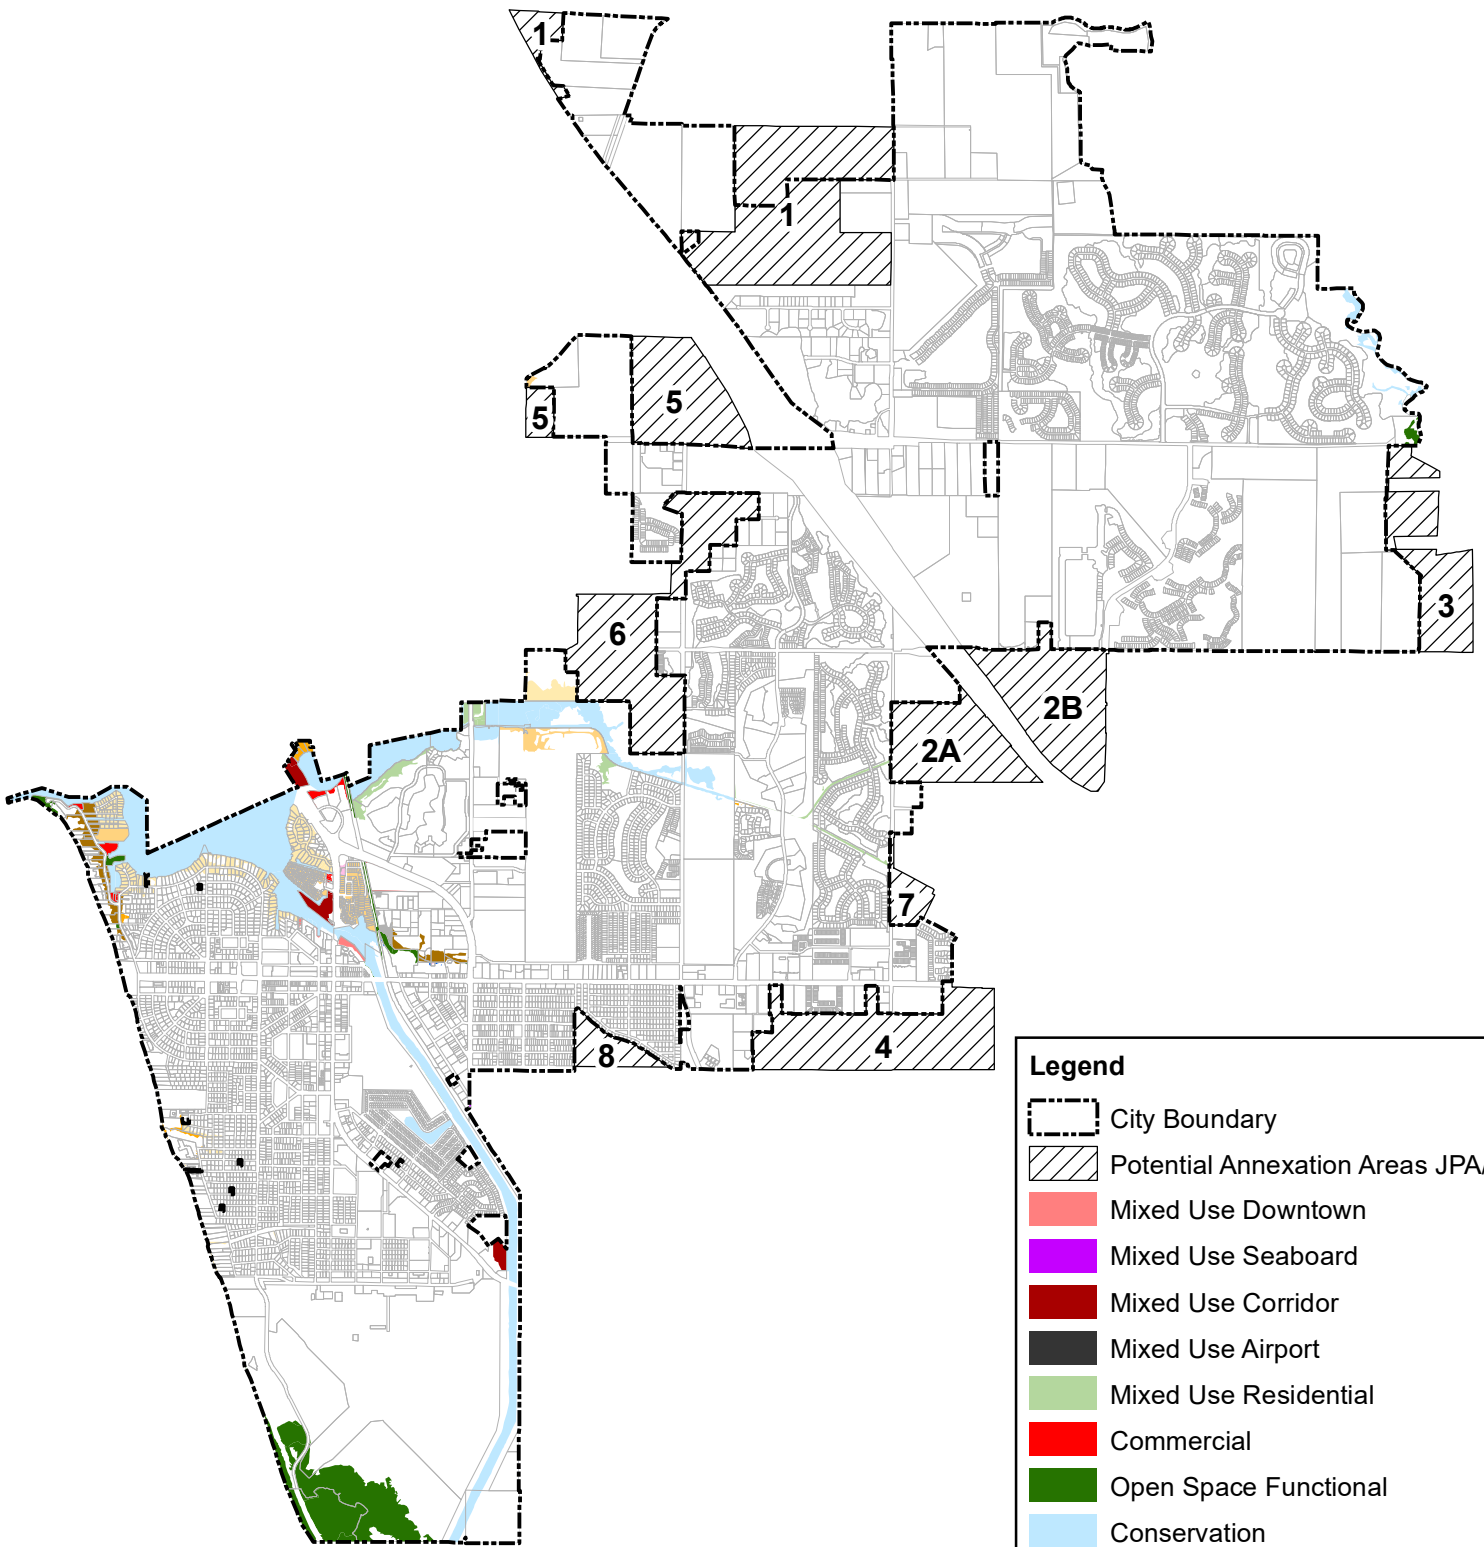 1
1
5
5
6
3
2B
2A
7
4
8
Legend
City Boundary
Potential Annexation Areas JPA/
Mixed Use Downtown
Mixed Use Seaboard
Mixed Use Corridor
Mixed Use Airport
Mixed Use Residential
Commercial
Open Space Functional
Conservation